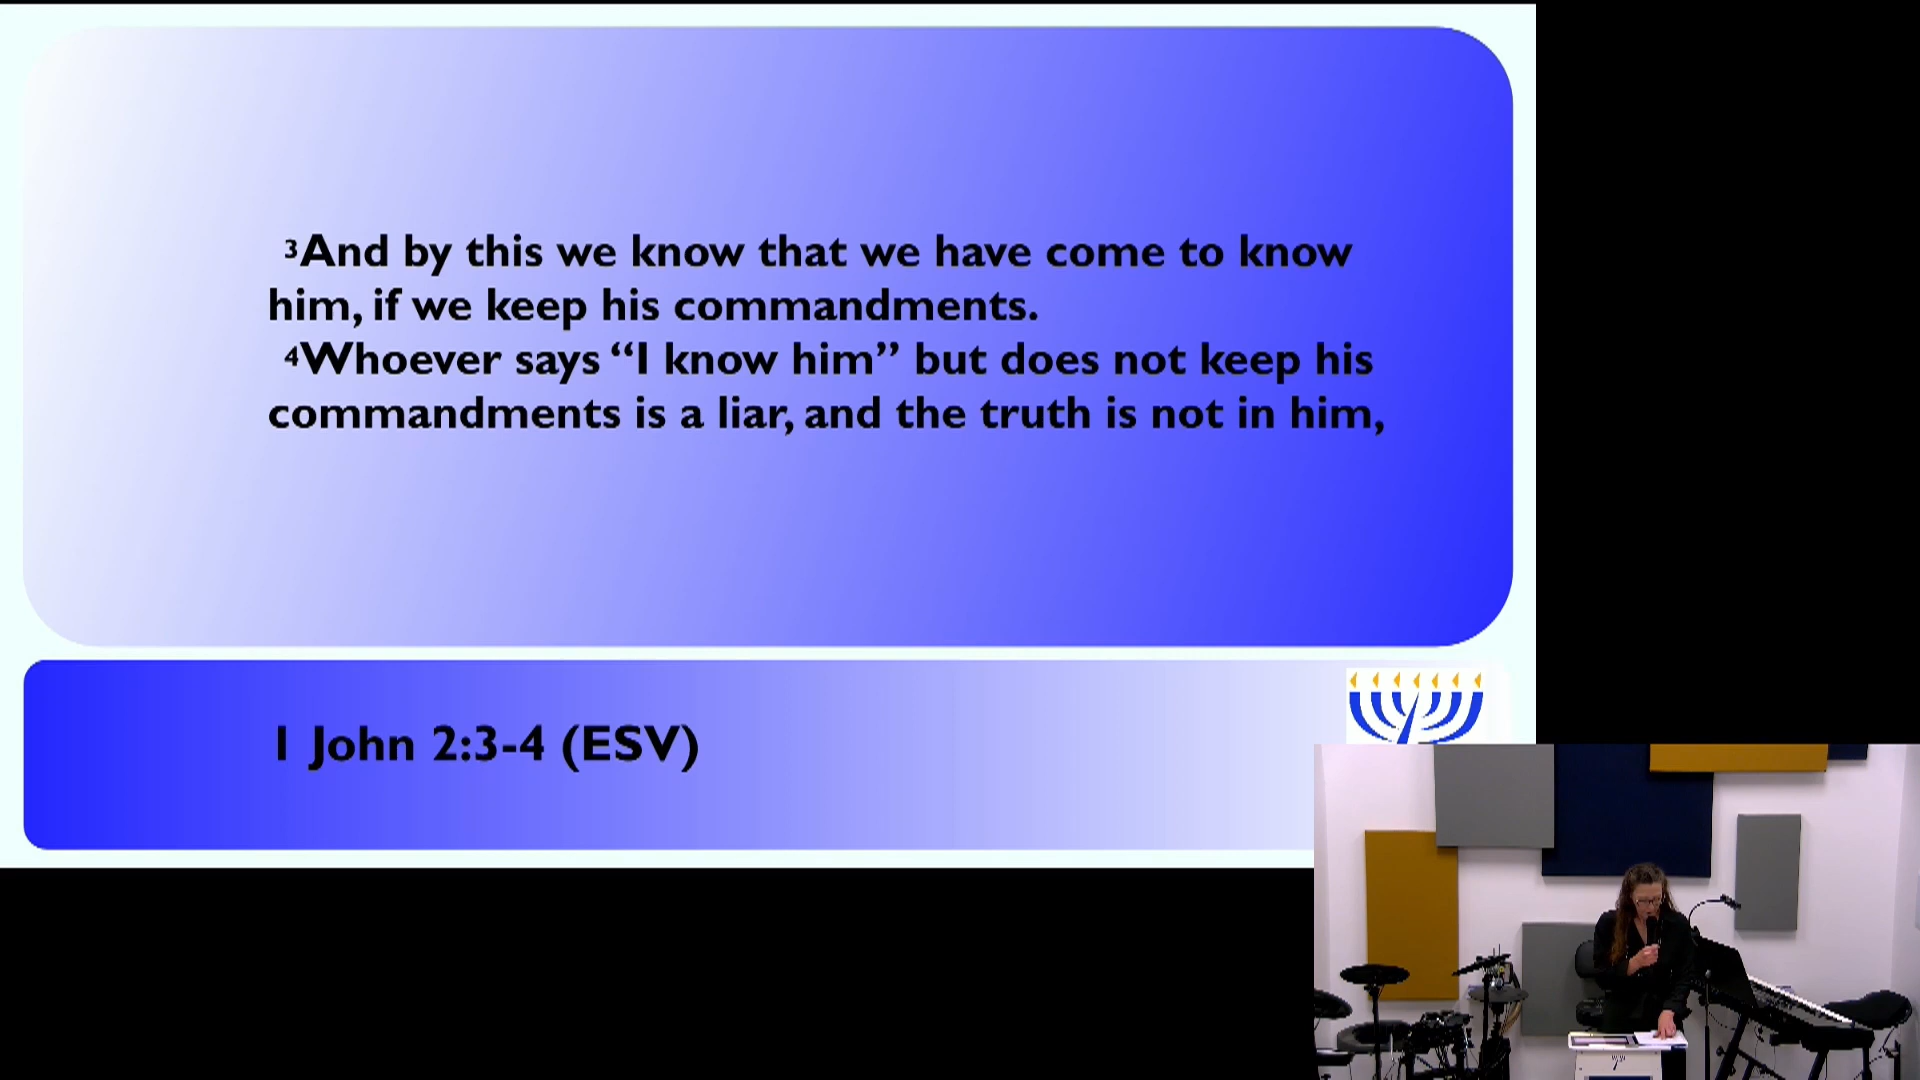 ³And by this we know that we have come to know
him, if we keep his commandments.
⁴Whoever says “I know him” but does not keep his
commandments is a liar, and the truth is not in him,
1 John 2:3-4 (ESV)